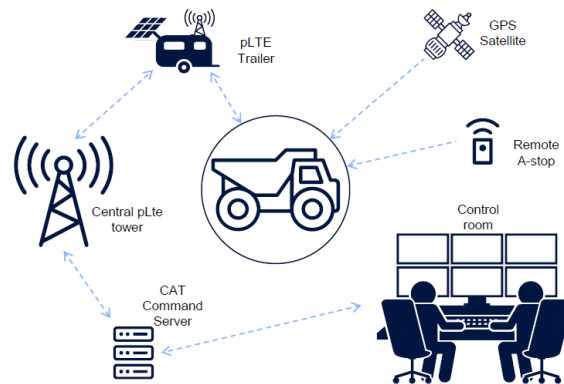 pLTE
Trailer
GPS
Satellite
Remote
A-stop
Central pLte
tower
Control
room
CAT
Command
Server